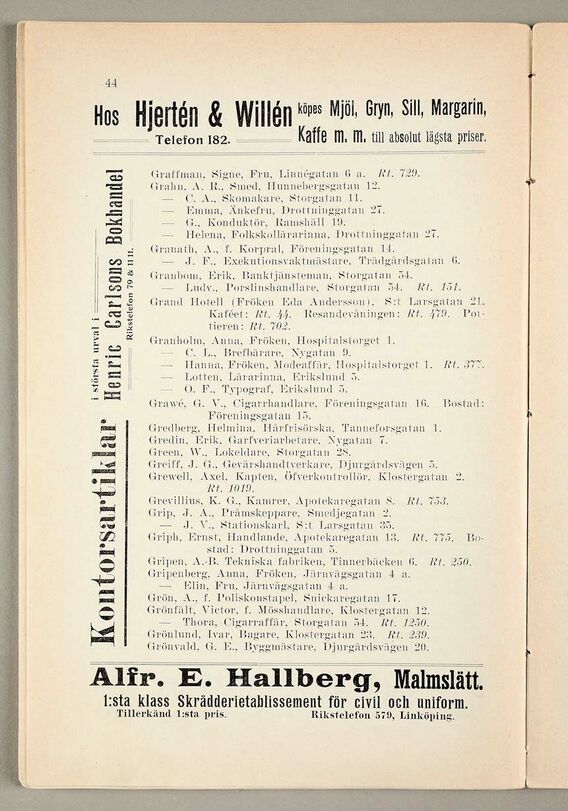 44
Hos Hjertén & Willén köpes Mjöl, Gryn, Sill, Margarin,
Telefon 182. Kaffe m. m. till absolut lägsta priser.
Kontorsartiklar i största urval i
Henric Carlsons Bokhandel
Rikstelefon 79 & 1111.
Graffman, Signe, Fru, Linnégatan 6 a. Rt. 729.
Grahn, A. R., Smed, Hunnebergsgatan 12.
— C. A., Skomakare, Storgatan 11.
— Emma, Änkefru, Drottninggatan 27.
— G., Konduktör, Ramshäll 19.
— Helena, Folkskollärarinna, Drottninggatan 27.
Granath, A., f. Korpral, Föreningsgatan 14.
— J. F., Exekutionsvaktmästare, Trädgårdsgatan 6.
Granbom, Erik, Banktjänsteman, Storgatan 54.
— Ludv., Porslinshandlare, Storgatan 54. Rt. 151.
Grand Hotell (Fröken Eda Andersson), S:t Larsgatan 21.
Kaféet: Rt. 44. Resandevåningen: Rt. 479. Por-
tieren: Rt. 702.
Granholm, Anna, Fröken, Hospitalstorget 1.
— C. L., Brefbärare, Nygatan 9.
— Hanna, Fröken, Modeaffär, Hospitalstorget 1. Rt. 377.
— Lotten, Lärarinna, Erikslund 5.
— O. F., Typograf, Erikslund 5.
Grawé, G. V., Cigarrhandlare, Föreningsgatan 16. Bostad:
Föreningsgatan 15.
Gredberg, Helmina, Hårfrisörska, Tanneforsgatan 1.
Gredin, Erik, Garfveriarbetare, Nygatan 7.
Green, W., Lokeldare, Storgatan 28.
Greiff, J. G., Gevärshandtverkare, Djurgårdsvägen 5.
Grewell, Axel, Kapten, Öfverkontrollör, Klostergatan 2.
Rt. 1019.
Grevillius, K. G., Kamrer, Apotekaregatan 8. Rt. 753.
Grip, J. A., Pråmskeppare, Smedjegatan 2.
— J. V., Stationskarl, S:t Larsgatan 35.
Griph, Ernst, Handlande, Apotekaregatan 13. Rt. 775. Bo-
stad: Drottninggatan 5.
Gripen, A.-B. Tekniska fabriken, Tinnerbäcken 6. Rt. 250.
Gripenberg, Anna, Fröken, Järnvägsgatan 4 a.
— Elin, Fru, Järnvägsgatan 4 a.
Grön, A., f. Poliskonstapel, Snickaregatan 17.
Grönfält, Victor, f. Mösshandlare, Klostergatan 12.
— Thora, Cigarraffär, Storgatan 54. Rt. 1250.
Grönlund, Ivar, Bagare, Klostergatan 23. Rt. 239.
Grönvald, G. E., Byggmästare, Djurgårdsvägen 20.
Alfr. E. Hallberg, Malmslätt.
1:sta klass Skrädderietablissement för civil och uniform.
Tillerkänd 1:sta pris. Rikstelefon 579, Linköping.